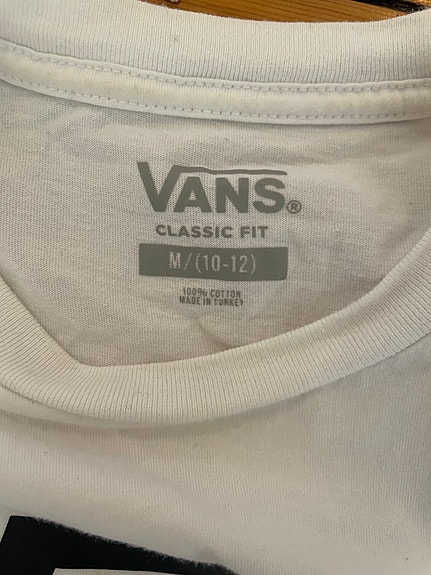 VANS®
CLASSIC FIT
M/(10-12)
100% COTTON
MADE IN TURKEY